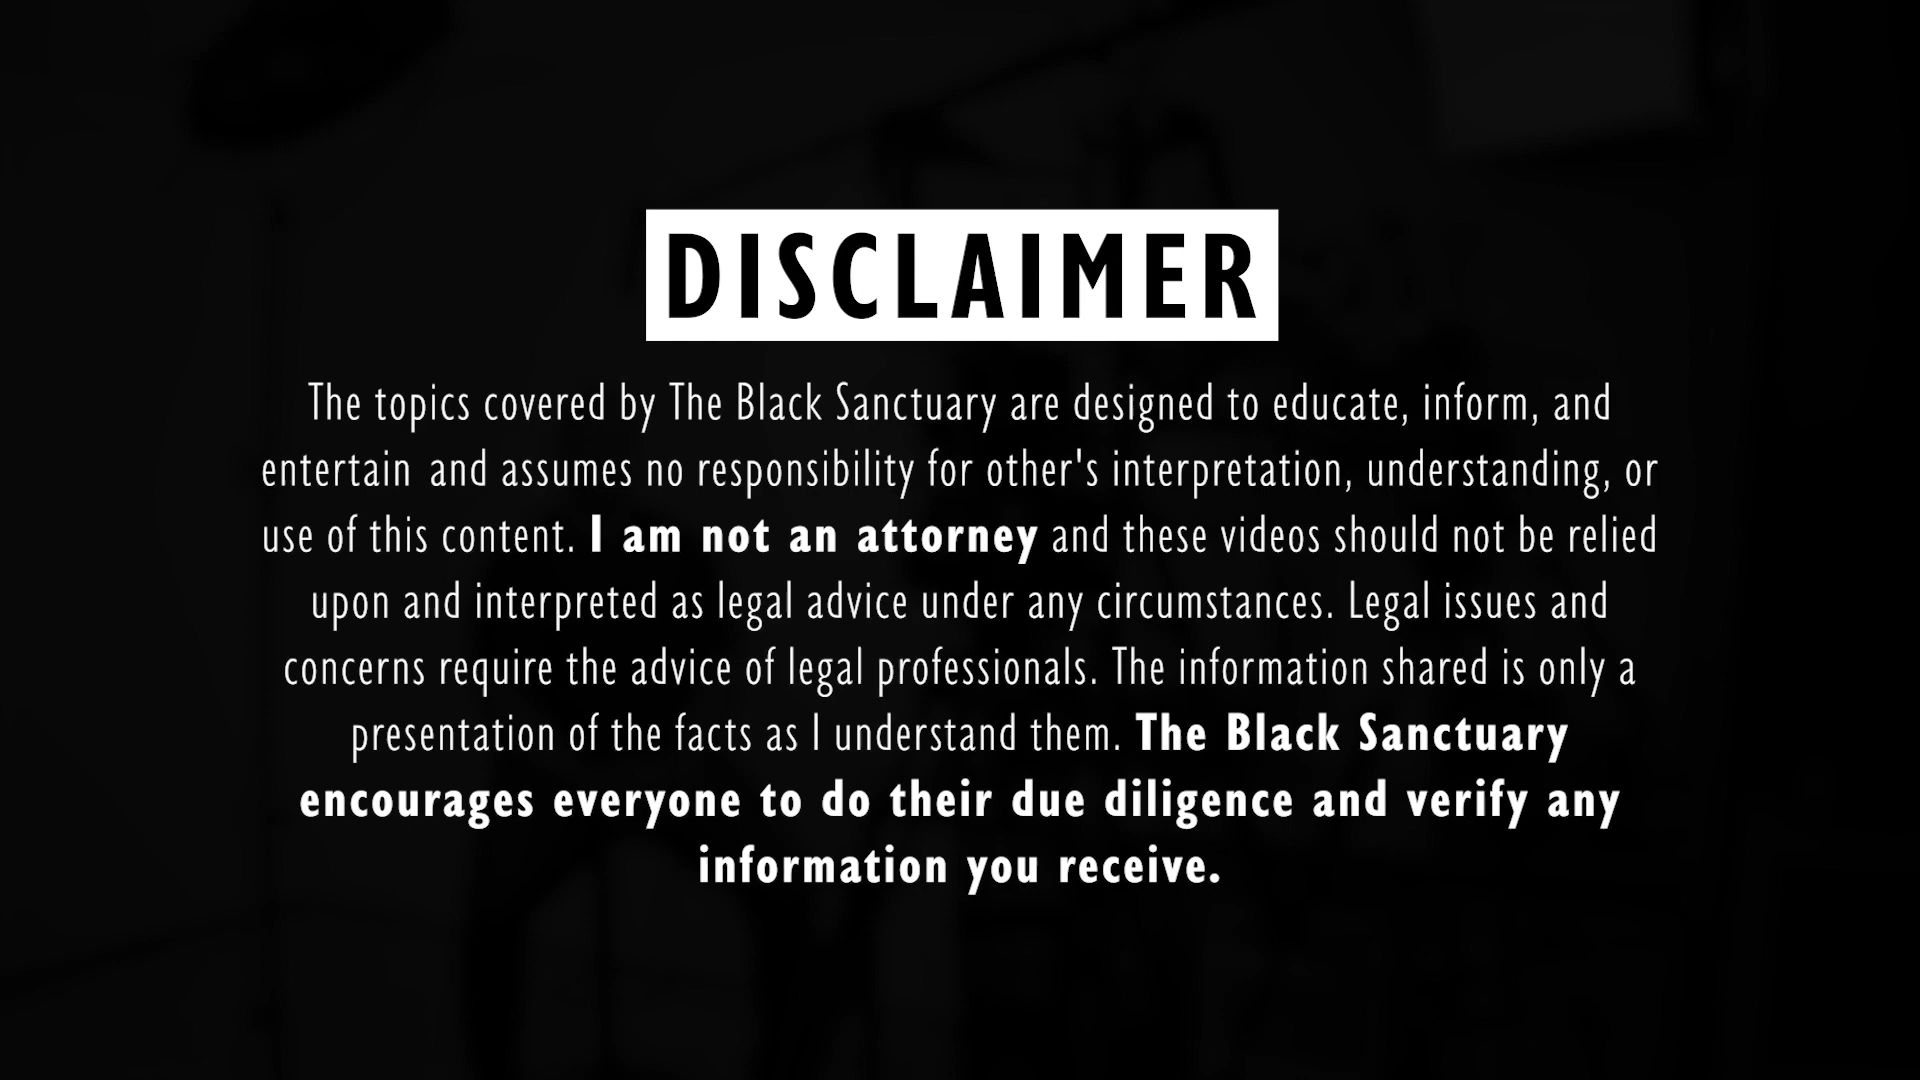 DISCLAIMER
The topics covered by The Black Sanctuary are designed to educate, inform, and
entertain and assumes no responsibility for other's interpretation, understanding, or
use of this content. I am not an attorney and these videos should not be relied
upon and interpreted as legal advice under any circumstances. Legal issues and
concerns require the advice of legal professionals. The information shared is only a
presentation of the facts as I understand them. The Black Sanctuary
encourages everyone to do their due diligence and verify any
information you receive.